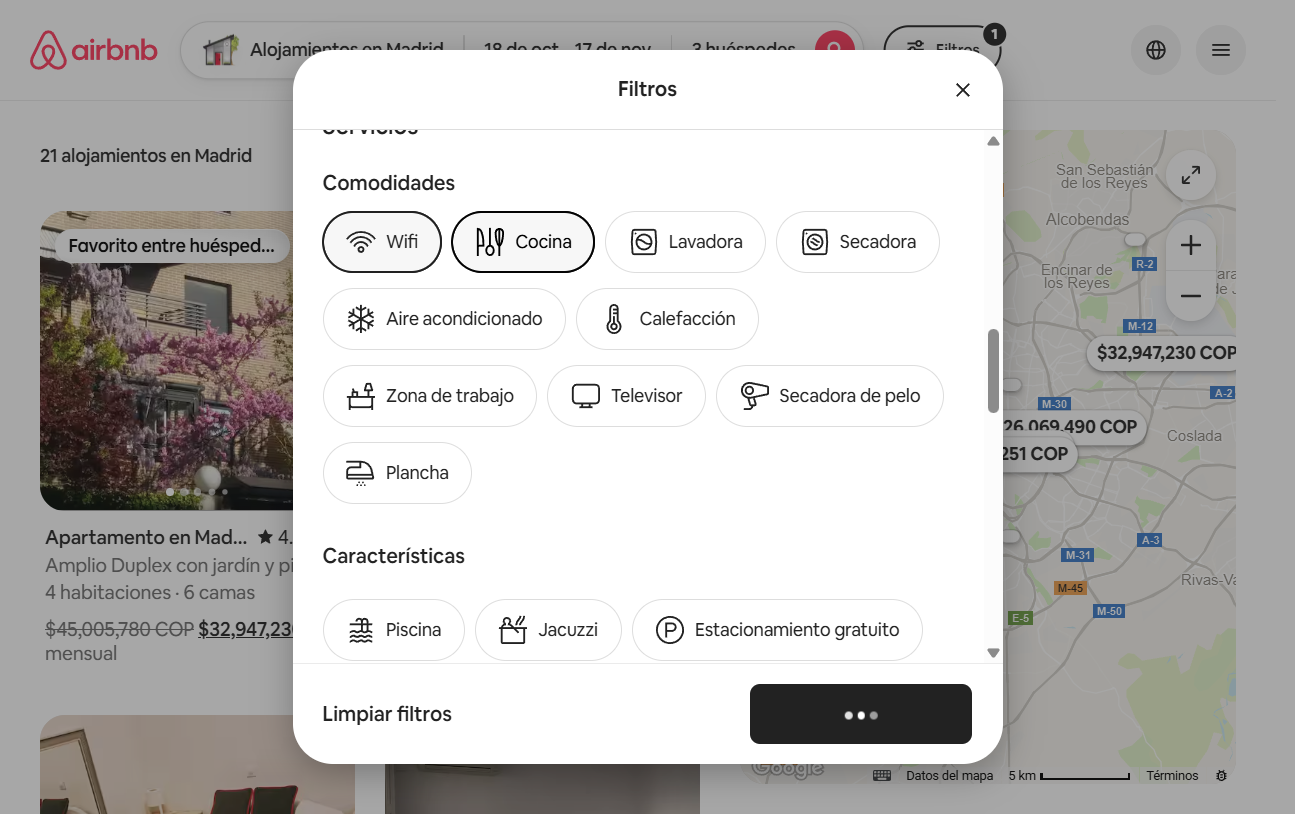 airbnb
Alojamientos en Madrid
18 de oct. - 17 de nov.
3 huéspedes
Filtros
1
Filtros
21 alojamientos en Madrid
Servicios
Comodidades
Favorito entre huésped...
Wifi
Cocina
Lavadora
Secadora
Aire acondicionado
Calefacción
Zona de trabajo
Televisor
Secadora de pelo
Plancha
Características
Piscina
Jacuzzi
Estacionamiento gratuito
Limpiar filtros
Apartamento en Mad...
4.
Amplio Duplex con jardín y pi
4 habitaciones · 6 camas
$45,005,780 COP $32,947,23
mensual
San Sebastián
de los Reyes
Alcobendas
R-2
Encinar de
los Reyes
M-12
$32,947,230 COP
A-2
M-30
26,069,490 COP
Coslada
251 COP
A-3
M-31
M-45
Rivas-Va
M-50
E-5
Google
Datos del mapa
5 km
Términos